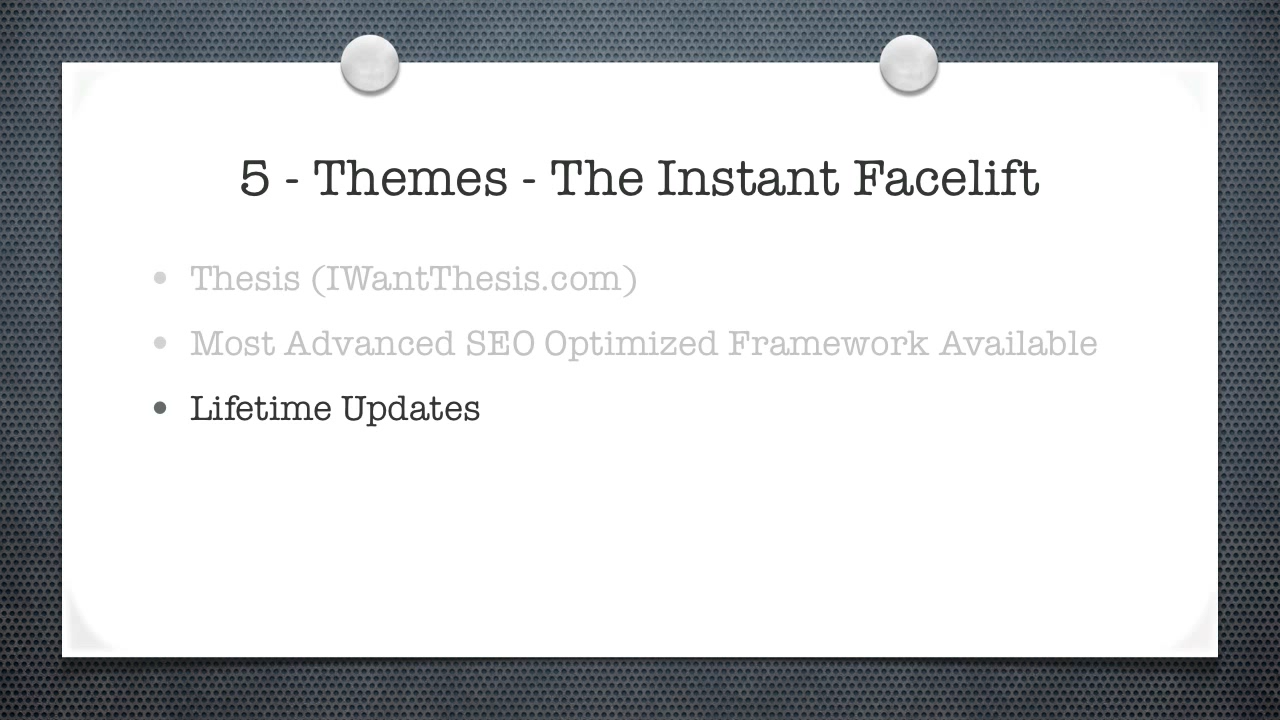 5 - Themes - The Instant Facelift
• Thesis (IWantThesis.com)
• Most Advanced SEO Optimized Framework Available
• Lifetime Updates